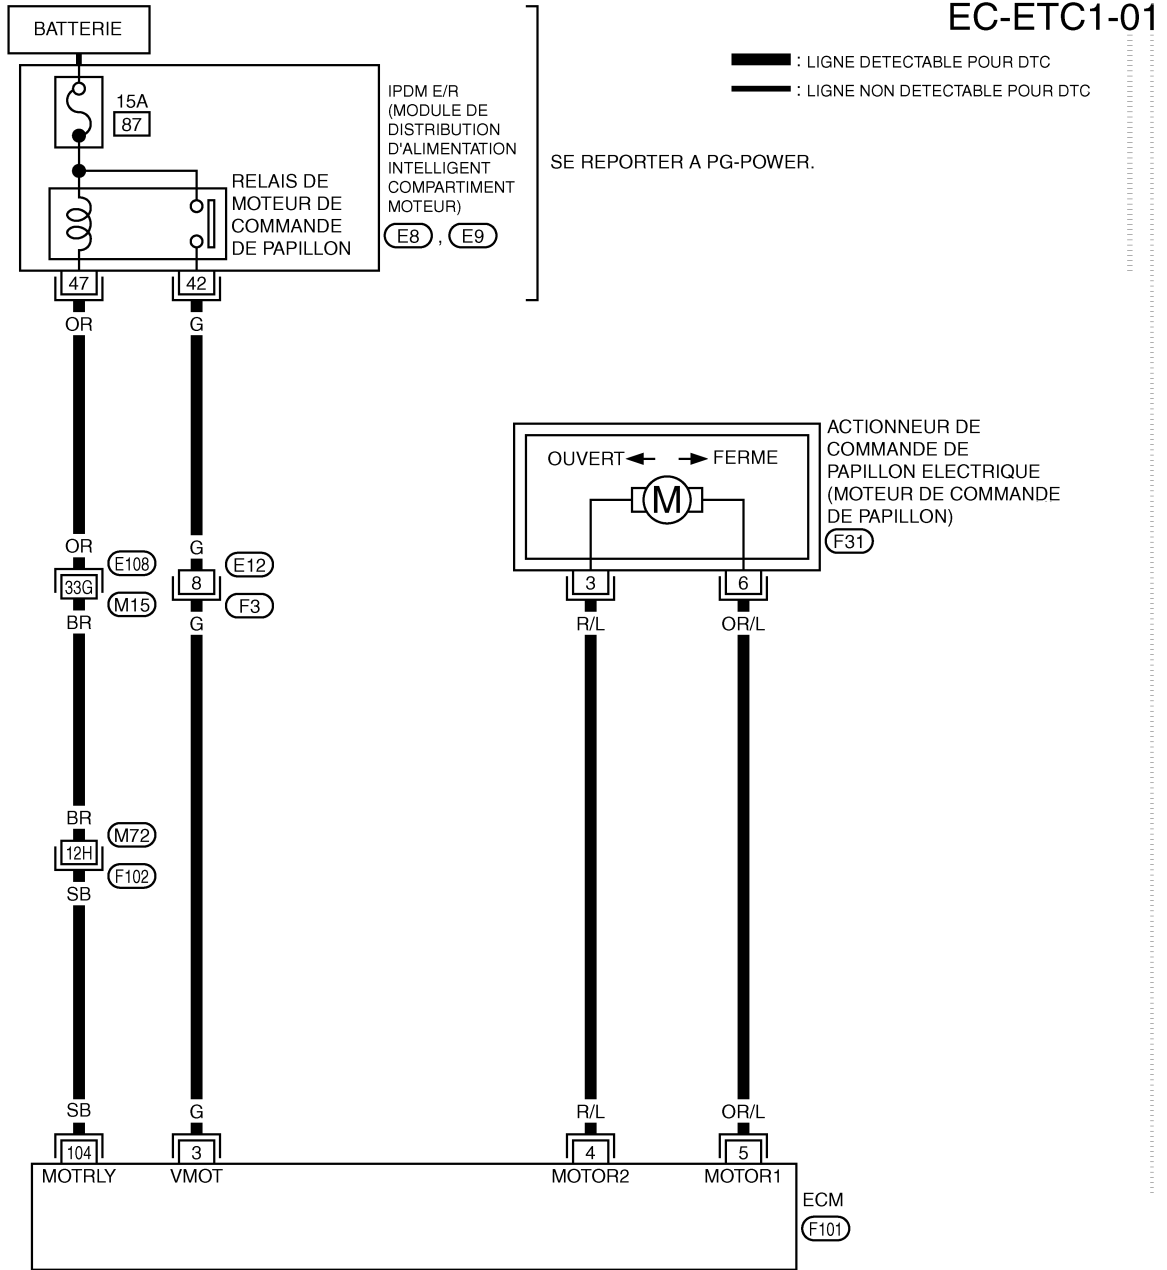 EC-ETC1-01
BATTERIE
: LIGNE DETECTABLE POUR DTC
: LIGNE NON DETECTABLE POUR DTC
15A
87
IPDM E/R
(MODULE DE
DISTRIBUTION
D'ALIMENTATION
INTELLIGENT
COMPARTIMENT
MOTEUR)
E8 , E9
SE REPORTER A PG-POWER.
RELAIS DE
MOTEUR DE
COMMANDE
DE PAPILLON
47 42
OR G
ACTIONNEUR DE
COMMANDE DE
PAPILLON ELECTRIQUE
(MOTEUR DE COMMANDE
DE PAPILLON)
F31
OUVERT FERME
M
OR G
E108 E12
33G 8 3 6
M15 F3
BR G R/L OR/L
BR
M72
12H
F102
SB
SB G R/L OR/L
104 3 4 5
MOTRLY VMOT MOTOR2 MOTOR1
ECM
F101